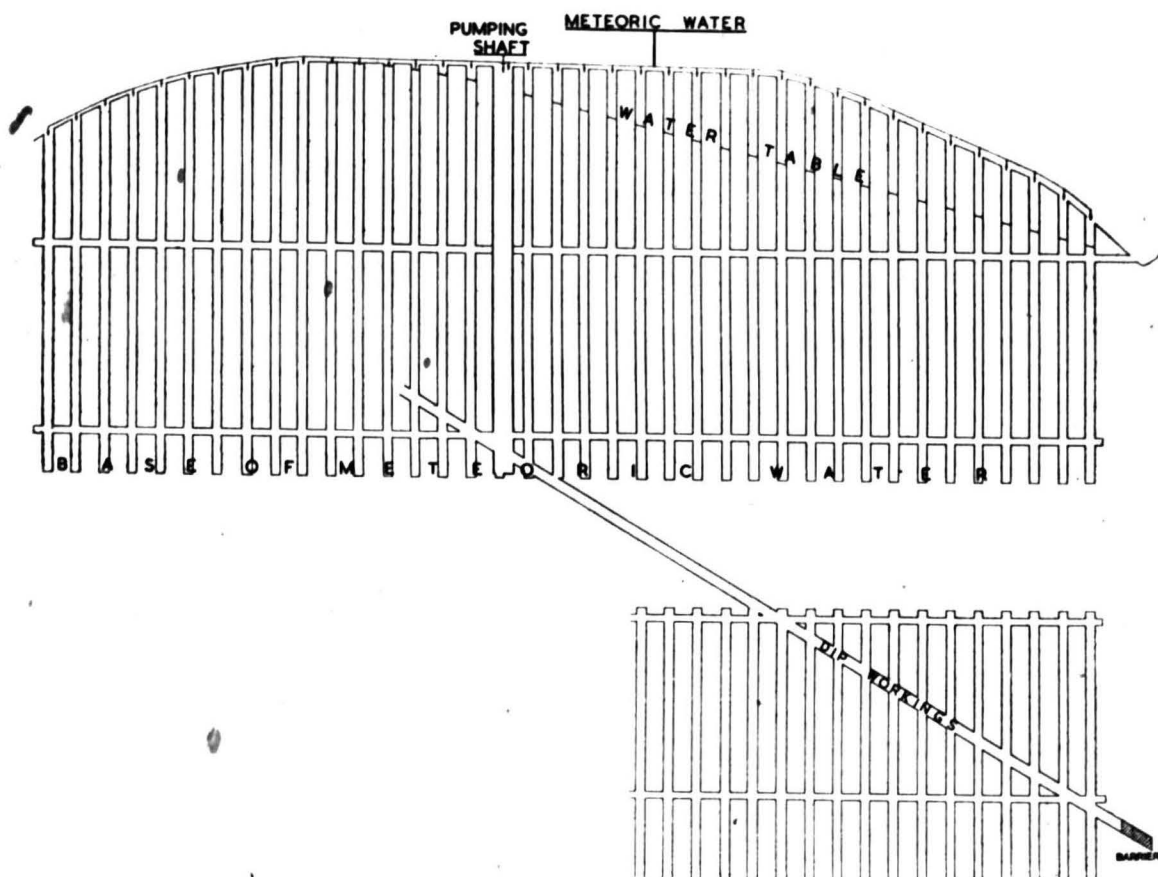 PUMPING
SHAFT
METEORIC WATER
WATER TABLE
BASE OF METEORIC WATER
DIP WORKINGS
BARRIER